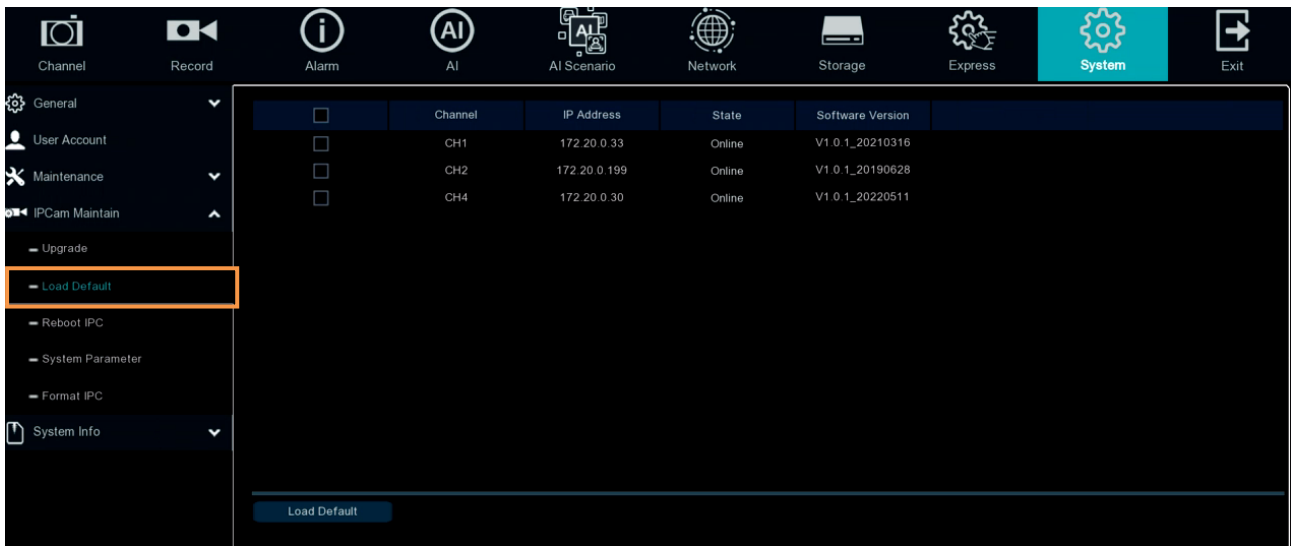 Channel Record Alarm AI AI Scenario Network Storage Express System Exit
General
User Account
Maintenance
IPCam Maintain
Upgrade
Load Default
Reboot IPC
System Parameter
Format IPC
System Info
Channel IP Address State Software Version
CH1 172.20.0.33 Online V1.0.1_20210316
CH2 172.20.0.199 Online V1.0.1_20190628
CH4 172.20.0.30 Online V1.0.1_20220511
Load Default